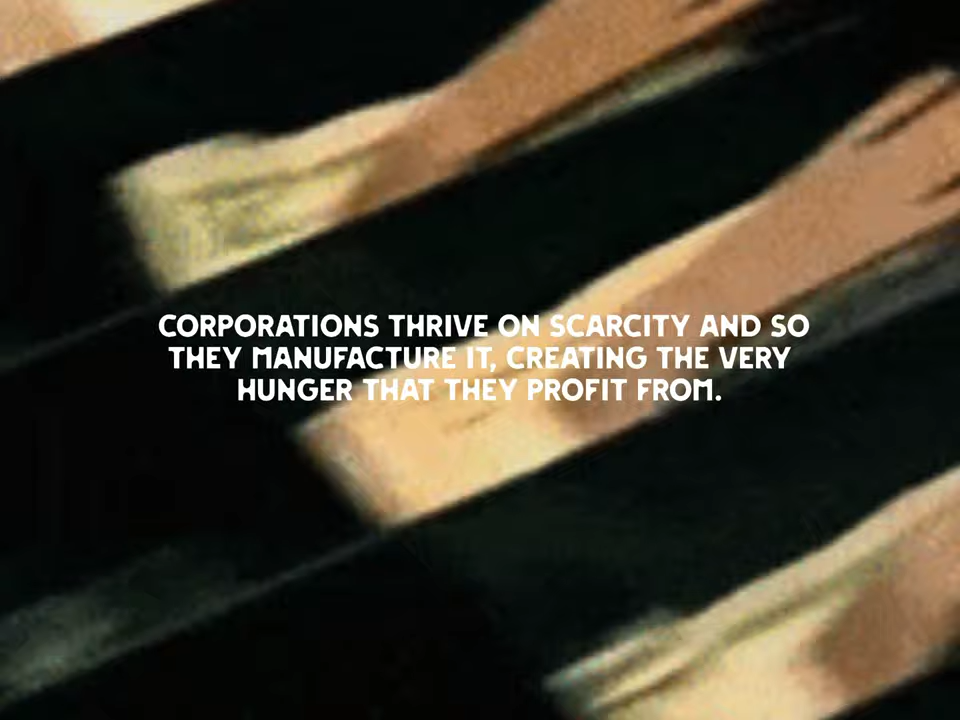 CORPORATIONS THRIVE ON SCARCITY AND SO
THEY MANUFACTURE IT, CREATING THE VERY
HUNGER THAT THEY PROFIT FROM.